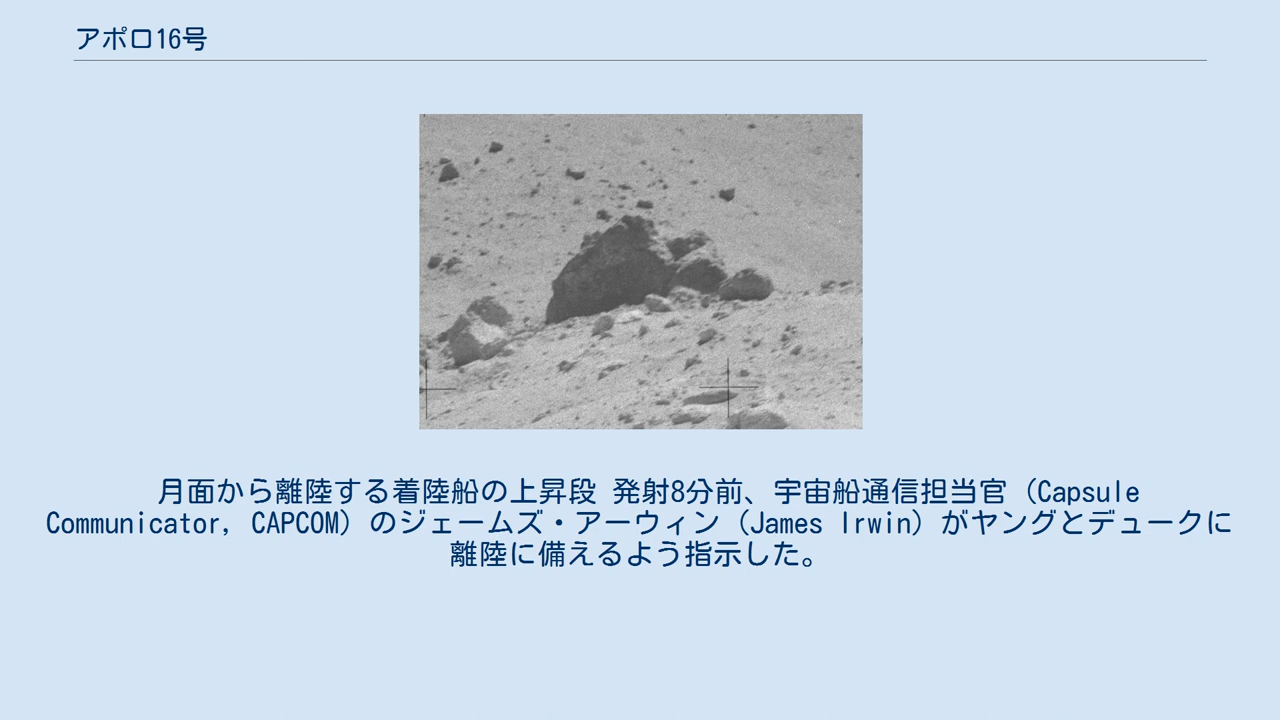 アポロ16号
月面から離陸する着陸船の上昇段 発射8分前、宇宙船通信担当官（Capsule
Communicator, CAPCOM）のジェームズ・アーウィン（James Irwin）がヤングとデュークに
離陸に備えるよう指示した。